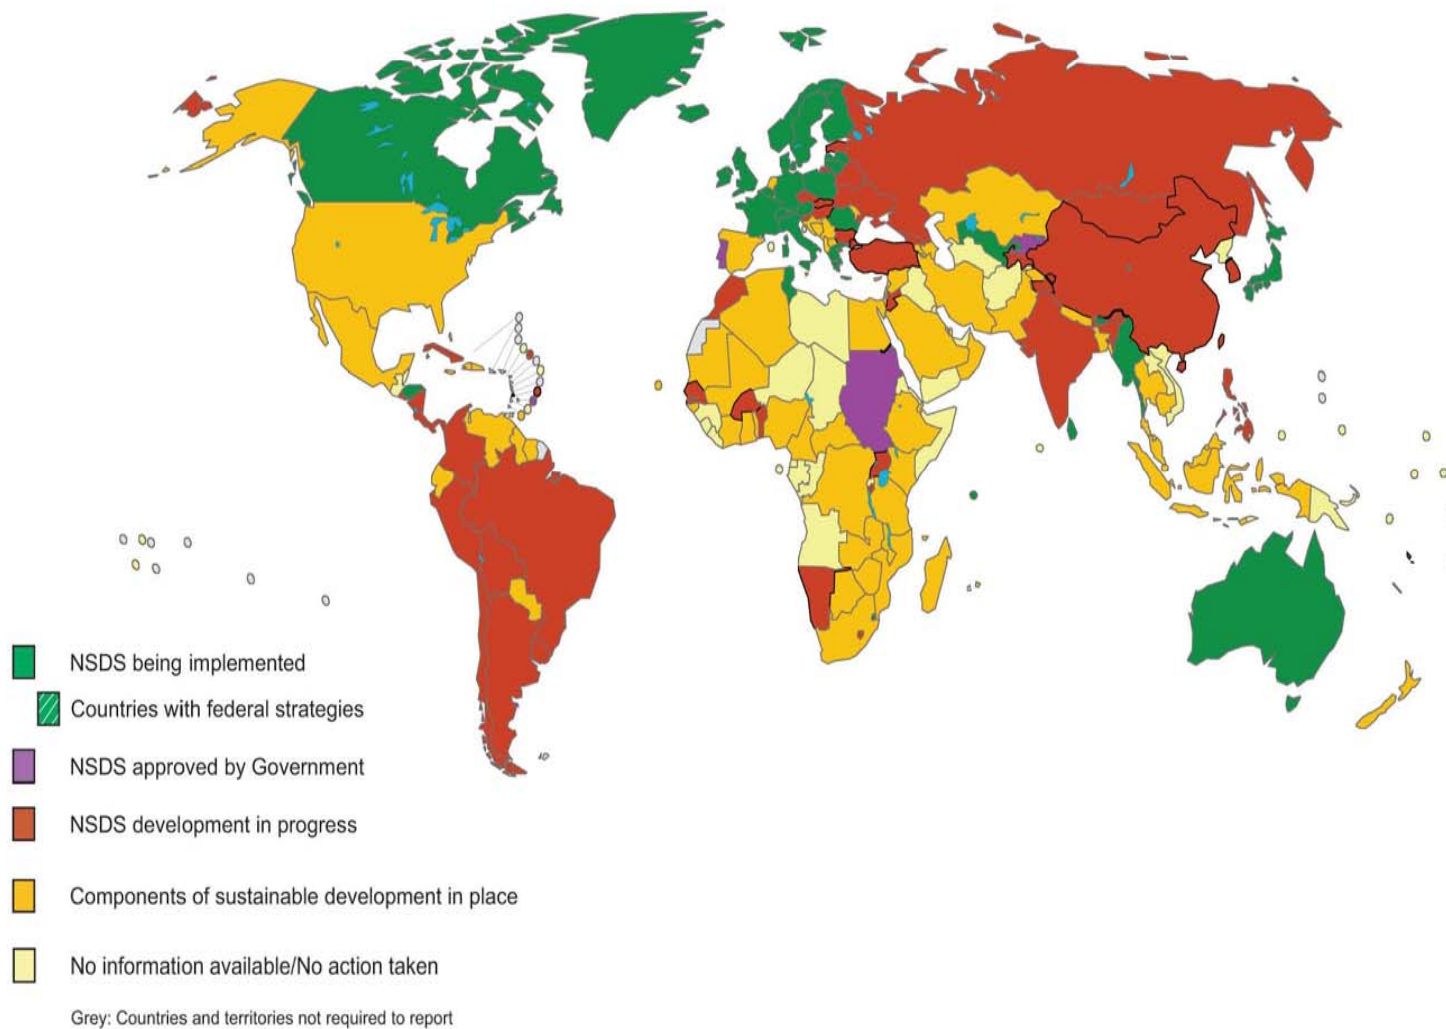 NSDS being implemented
Countries with federal strategies
NSDS approved by Government
NSDS development in progress
Components of sustainable development in place
No information available/No action taken
Grey: Countries and territories not required to report